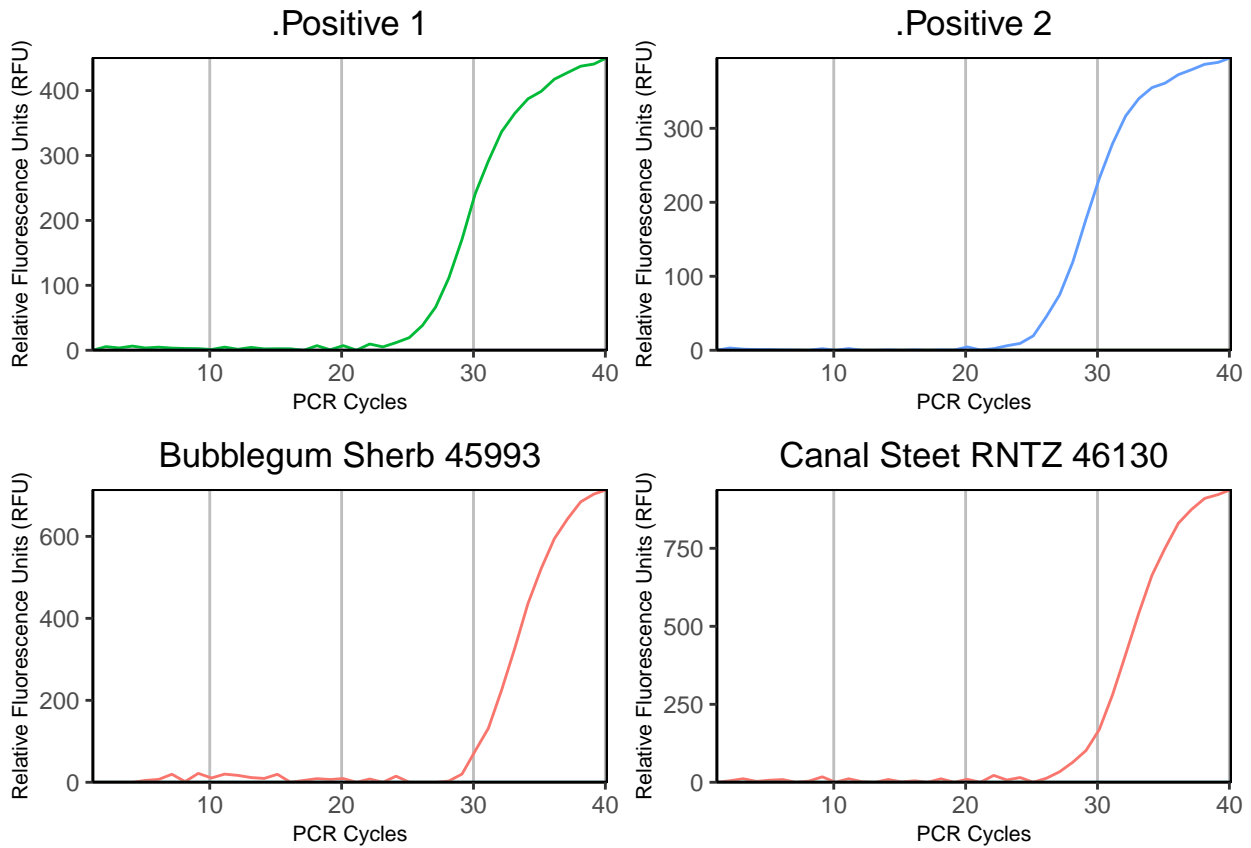 .Positive 1
Relative Fluorescence Units (RFU)
400
300
200
100
0
10 20 30 40
PCR Cycles
.Positive 2
Relative Fluorescence Units (RFU)
300
200
100
0
10 20 30 40
PCR Cycles
Bubblegum Sherb 45993
Relative Fluorescence Units (RFU)
600
400
200
0
10 20 30 40
PCR Cycles
Canal Steet RNTZ 46130
Relative Fluorescence Units (RFU)
750
500
250
0
10 20 30 40
PCR Cycles